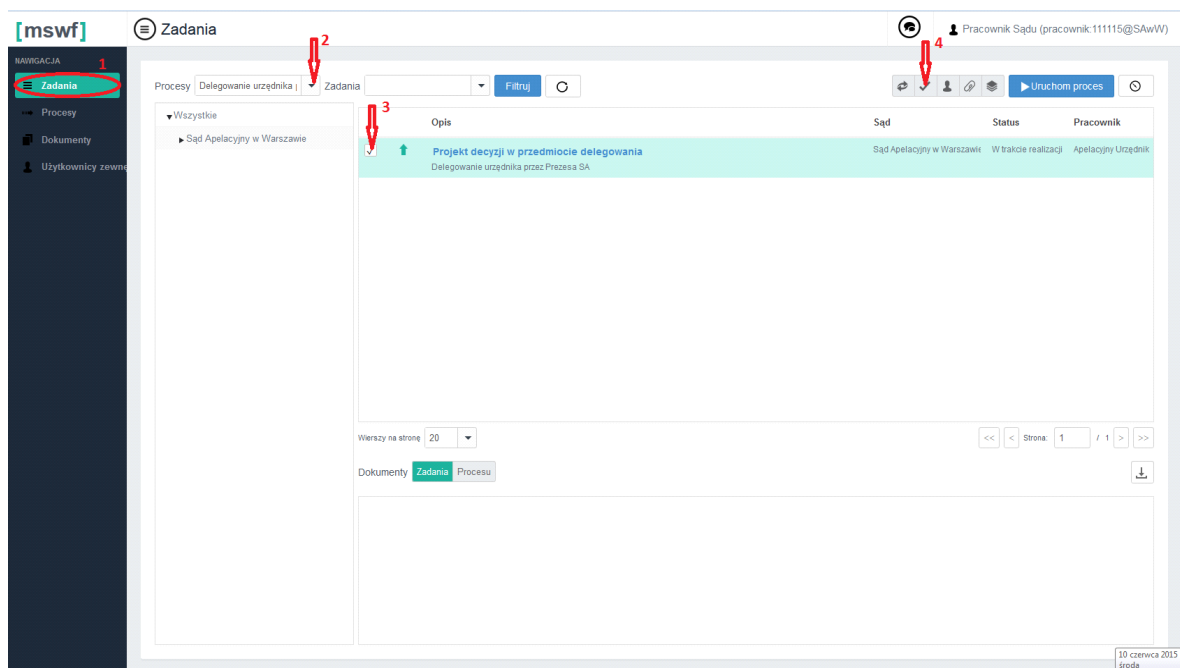 [mswf]
Zadania
Pracownik Sądu (pracownik:111115@SAwW)
NAWIGACJA
1
2
4
Zadania
Procesy
Dokumenty
Użytkownicy zewnę
Procesy Delegowanie urzędnika Zadania Filtruj Uruchom proces
3
Wszystkie
Sąd Apelacyjny w Warszawie
Opis Sąd Status Pracownik
Projekt decyzji w przedmiocie delegowania Sąd Apelacyjny w Warszawie W trakcie realizacji Apelacyjny Urzędnik
Delegowanie urzędnika przez Prezesa SA
Wierszy na stronę 20 << < Strona: 1 / 1 > >>
Dokumenty Zadania Procesu
10 czerwca 2015
środa